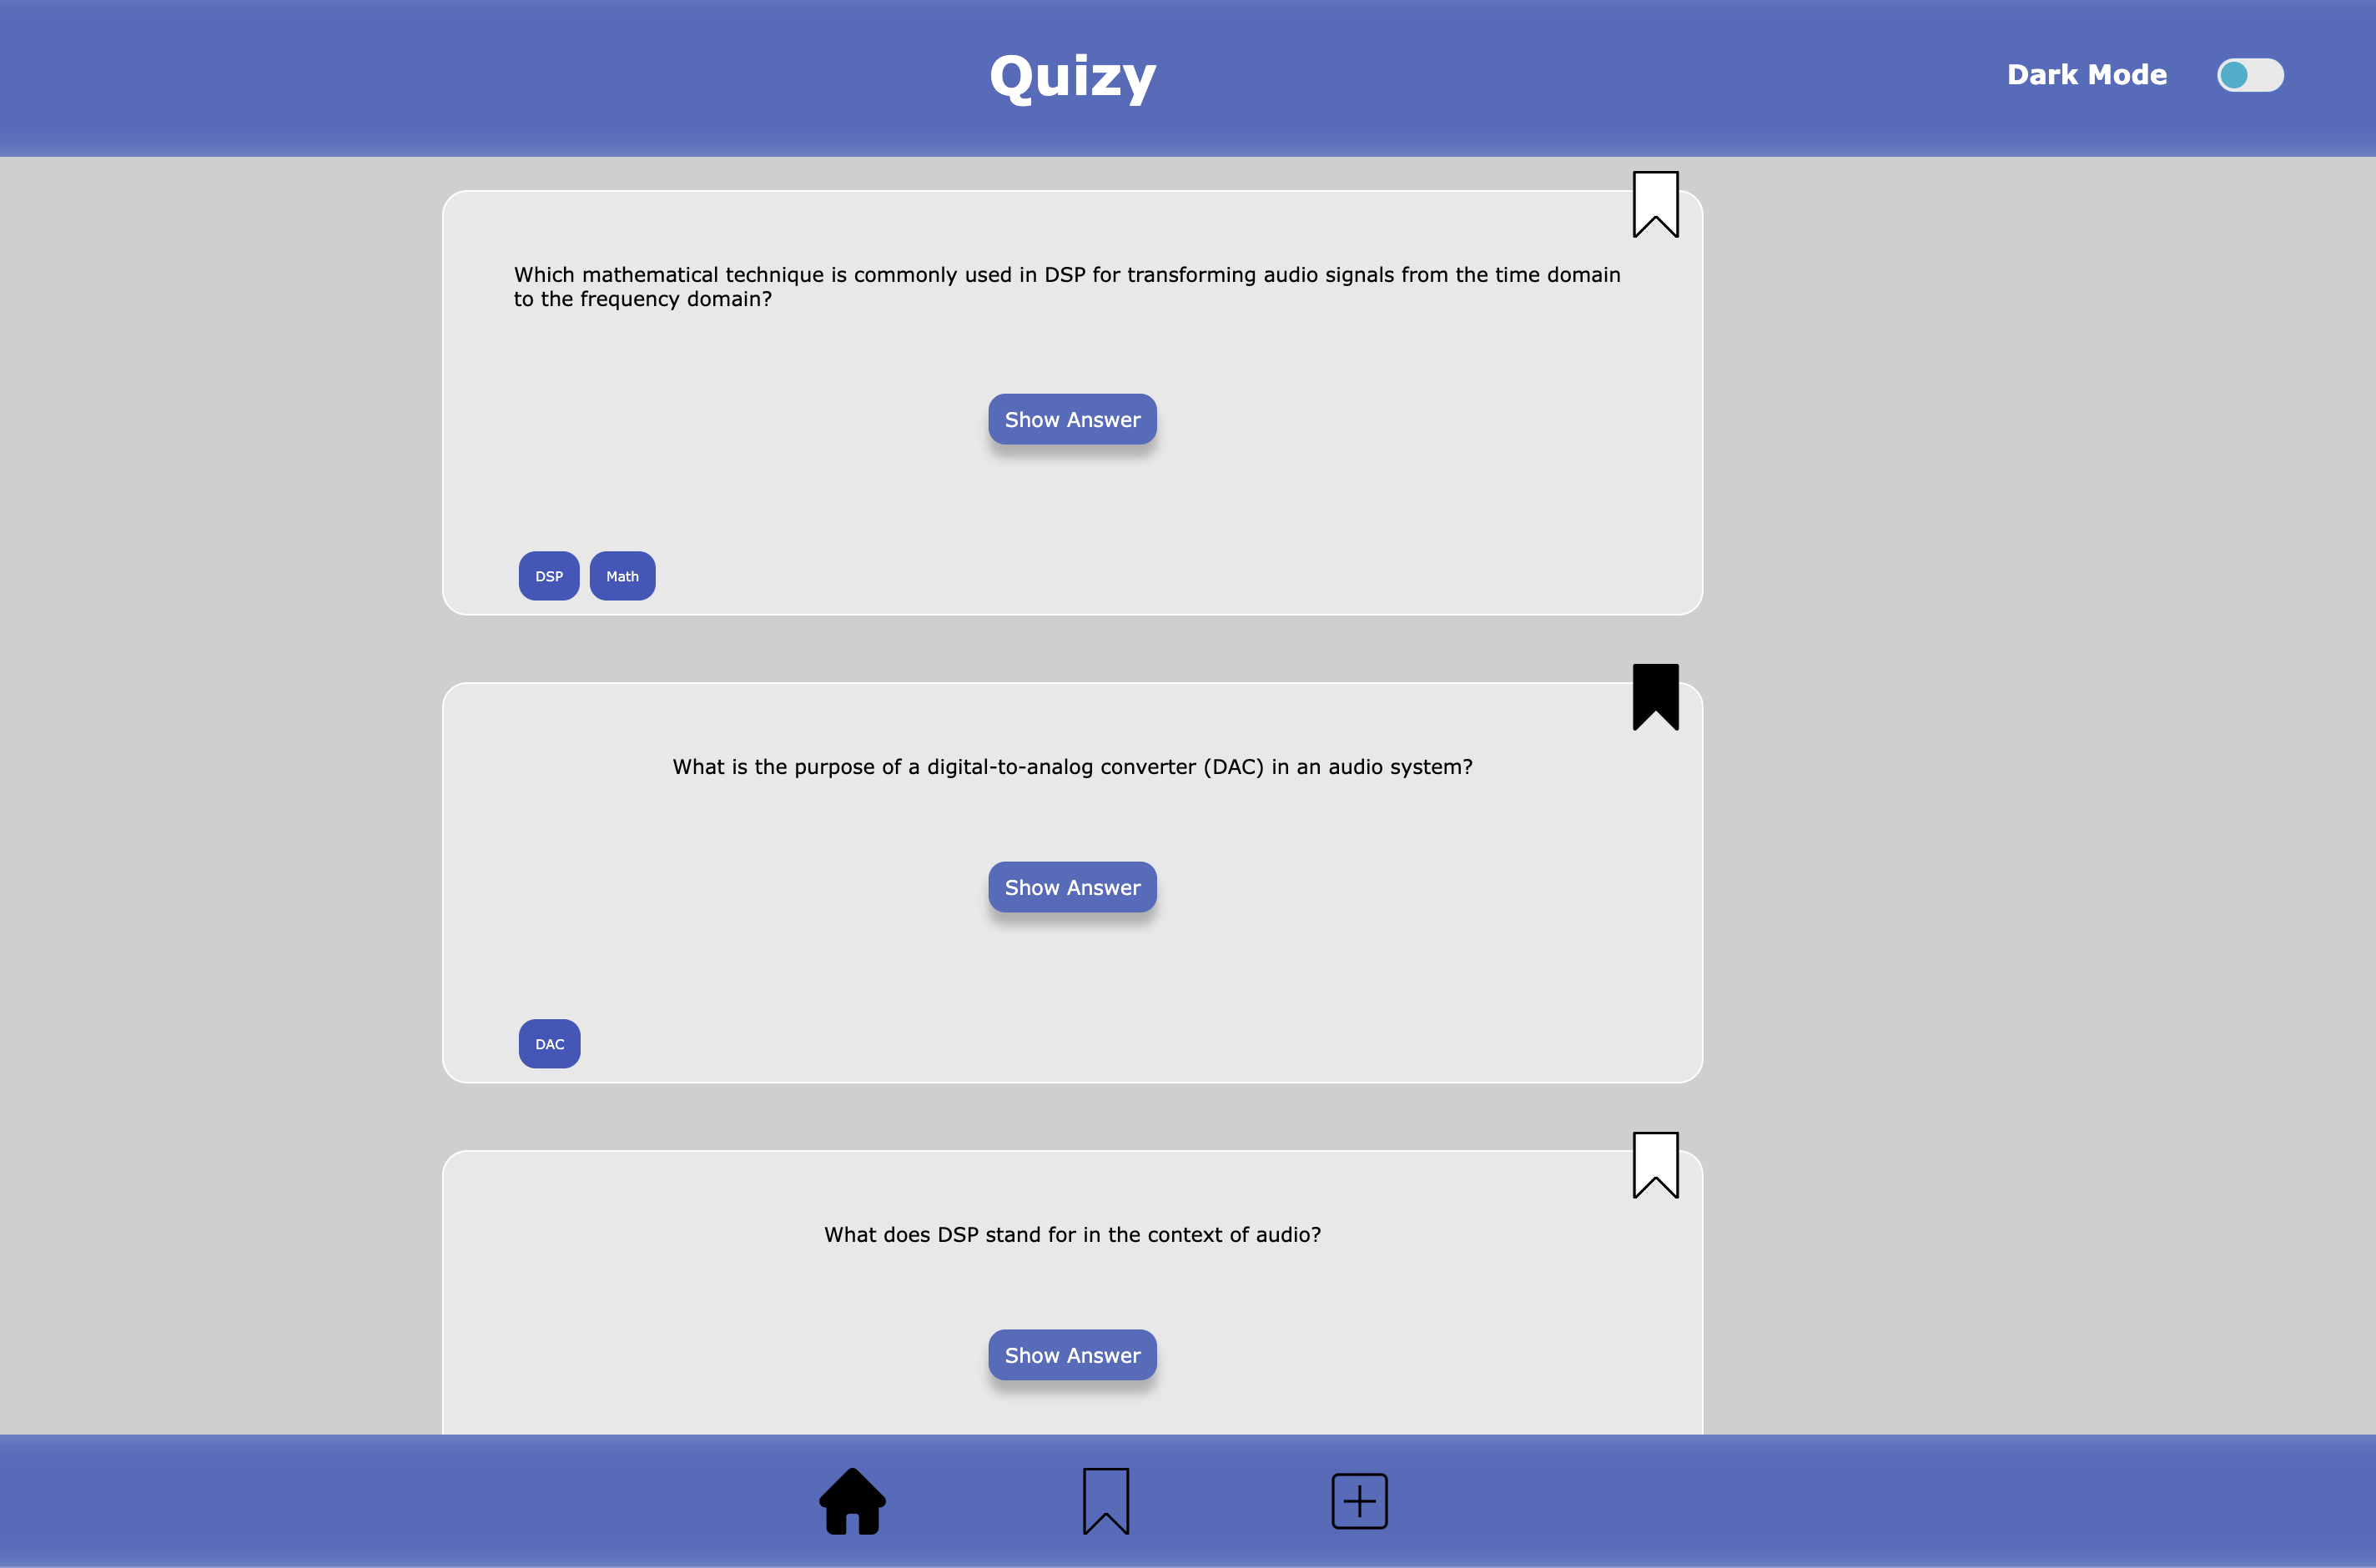 Quizy
Dark Mode
Which mathematical technique is commonly used in DSP for transforming audio signals from the time domain
to the frequency domain?
Show Answer
DSP Math
What is the purpose of a digital-to-analog converter (DAC) in an audio system?
Show Answer
DAC
What does DSP stand for in the context of audio?
Show Answer